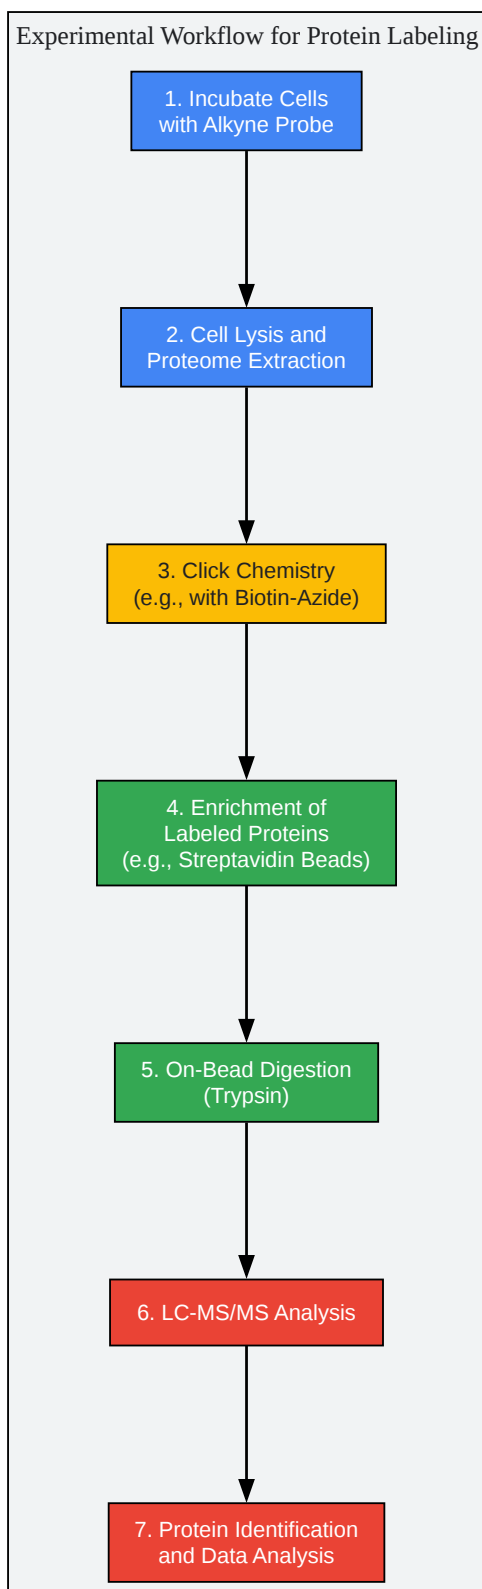 Experimental Workflow for Protein Labeling
1. Incubate Cells
with Alkyne Probe
2. Cell Lysis and
Proteome Extraction
3. Click Chemistry
(e.g., with Biotin-Azide)
4. Enrichment of
Labeled Proteins
(e.g., Streptavidin Beads)
5. On-Bead Digestion
(Trypsin)
6. LC-MS/MS Analysis
7. Protein Identification
and Data Analysis